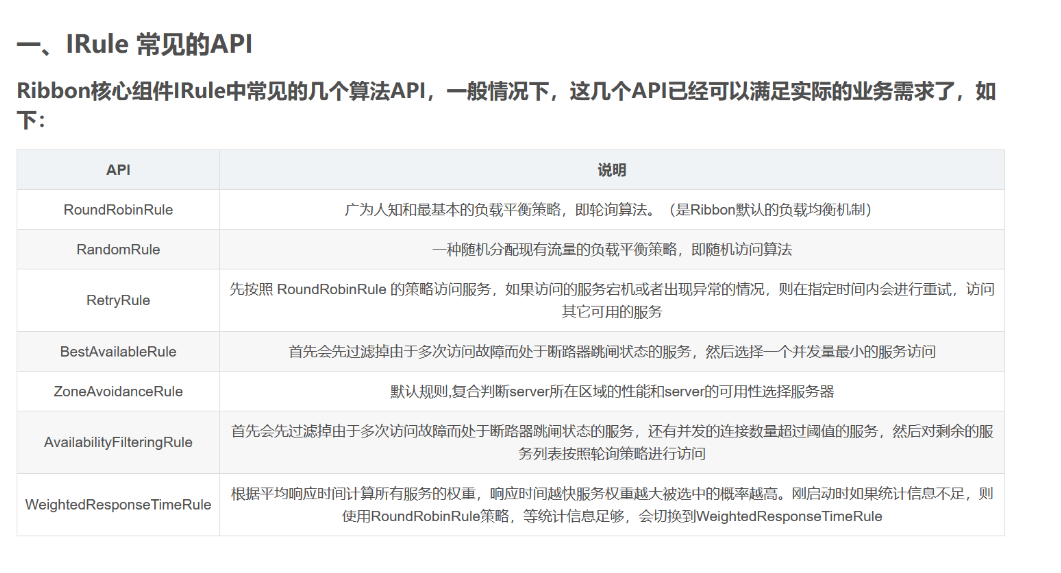 一、IRule 常见的API
Ribbon核心组件IRule中常见的几个算法API，一般情况下，这几个API已经可以满足实际的业务需求了，如
下：
API 说明
RoundRobinRule 广为人知和最基本的负载平衡策略，即轮询算法。（是Ribbon默认的负载均衡机制）
RandomRule 一种随机分配现有流量的负载平衡策略，即随机访问算法
RetryRule 先按照 RoundRobinRule 的策略访问服务，如果访问的服务宕机或者出现异常的情况，则在指定时间内会进行重试，访问
其它可用的服务
BestAvailableRule 首先会先过滤掉由于多次访问故障而处于断路器跳闸状态的服务，然后选择一个并发量最小的服务访问
ZoneAvoidanceRule 默认规则,复合判断server所在区域的性能和server的可用性选择服务器
AvailabilityFilteringRule 首先会先过滤掉由于多次访问故障而处于断路器跳闸状态的服务，还有并发的连接数量超过阈值的服务，然后对剩余的服
务列表按照轮询策略进行访问
WeightedResponseTimeRule 根据平均响应时间计算所有服务的权重，响应时间越快服务权重越大被选中的概率越高。刚启动时如果统计信息不足，则
使用RoundRobinRule策略，等统计信息足够，会切换到WeightedResponseTimeRule